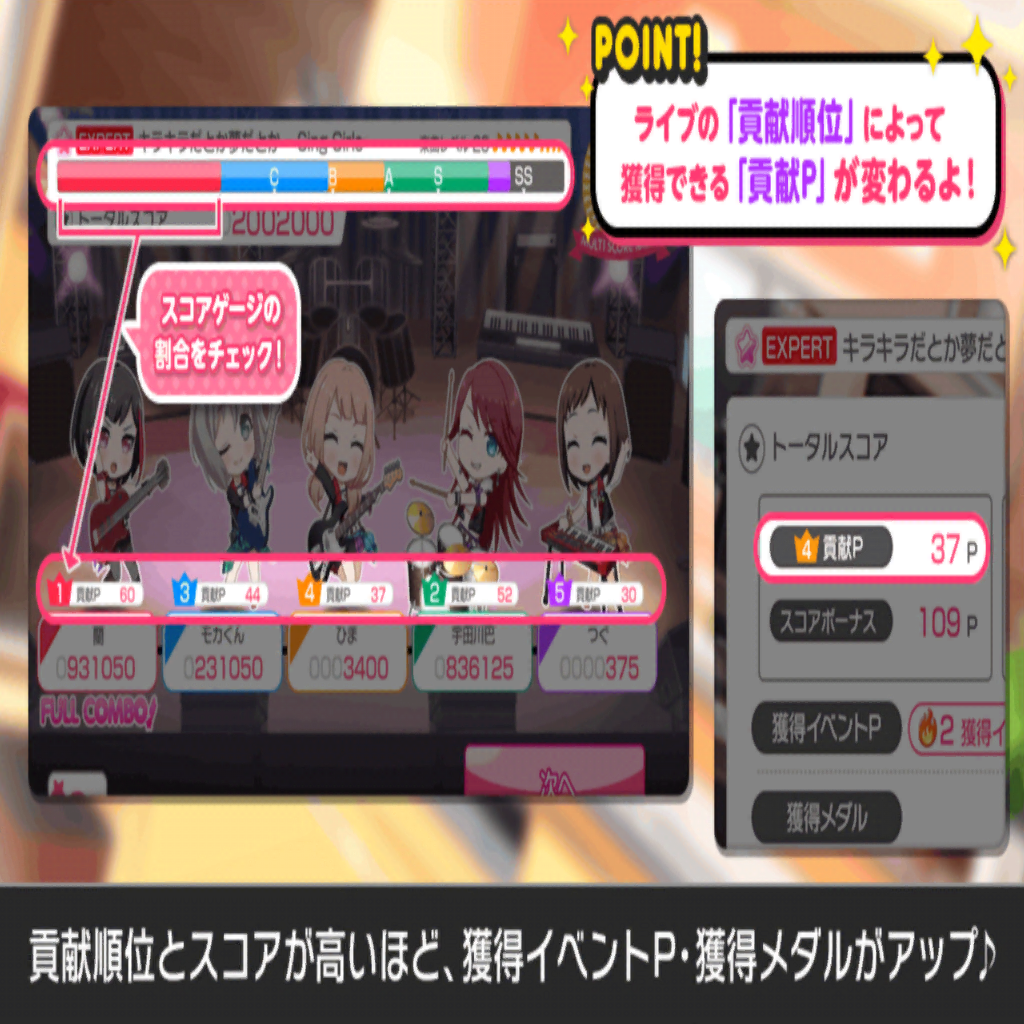 POINT!
ライブの「貢献順位」によって
獲得できる「貢献P」が変わるよ!
EXPERT
C B A S SS
トータルスコア 2002000
スコアゲージの
割合をチェック!
1 貢献P 60 3 貢献P 44 4 貢献P 37 2 貢献P 52 5 貢献P 30
蘭 モカくん ひま 宇田川巴 つぐ
0931050 0231050 0003400 0836125 0000375
FULL COMBO!
次へ
EXPERT キラキラだとか夢だと
トータルスコア
4 貢献P 37 P
スコアボーナス 109 P
獲得イベントP 2 獲得イ
獲得メダル
貢献順位とスコアが高いほど、獲得イベントP・獲得メダルがアップ♪